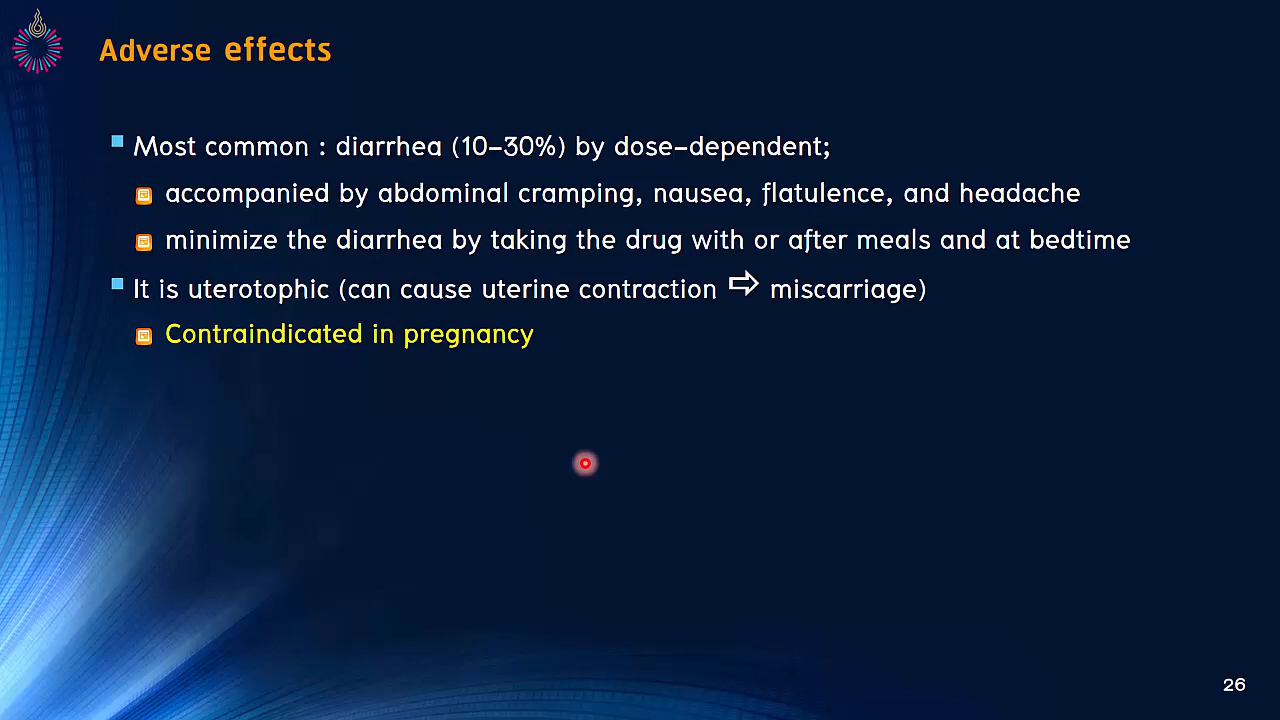 Adverse effects
Most common : diarrhea (10-30%) by dose-dependent;
accompanied by abdominal cramping, nausea, flatulence, and headache
minimize the diarrhea by taking the drug with or after meals and at bedtime
It is uterotophic (can cause uterine contraction ⇨ miscarriage)
Contraindicated in pregnancy
26